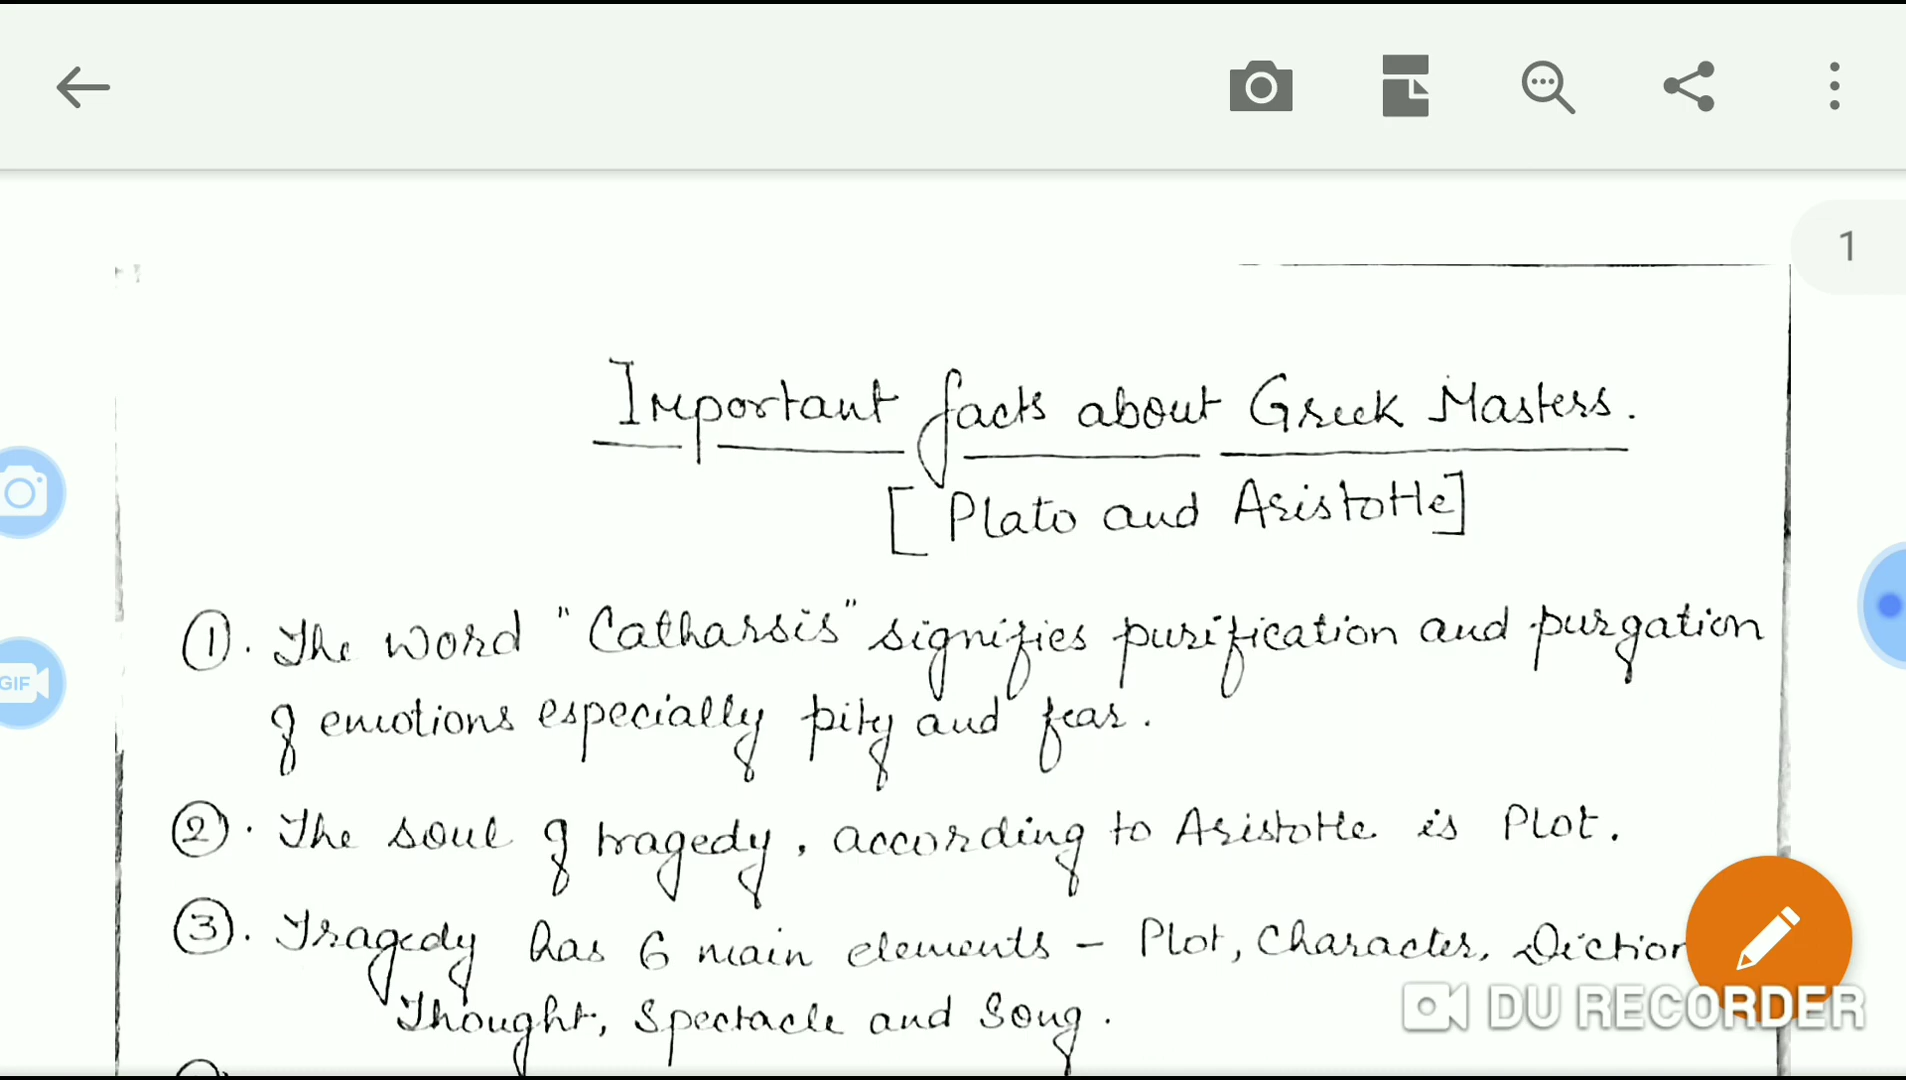 1
Important facts about Greek Masters.
[Plato and Aristotle]
①. The word "Catharsis" signifies purification and purgation
of emotions especially pity and fear.
②. The soul of tragedy, according to Aristotle is Plot.
③. Tragedy has 6 main elements - Plot, Character, Diction
Thought, Spectacle and Song.
GIF
DU RECORDER